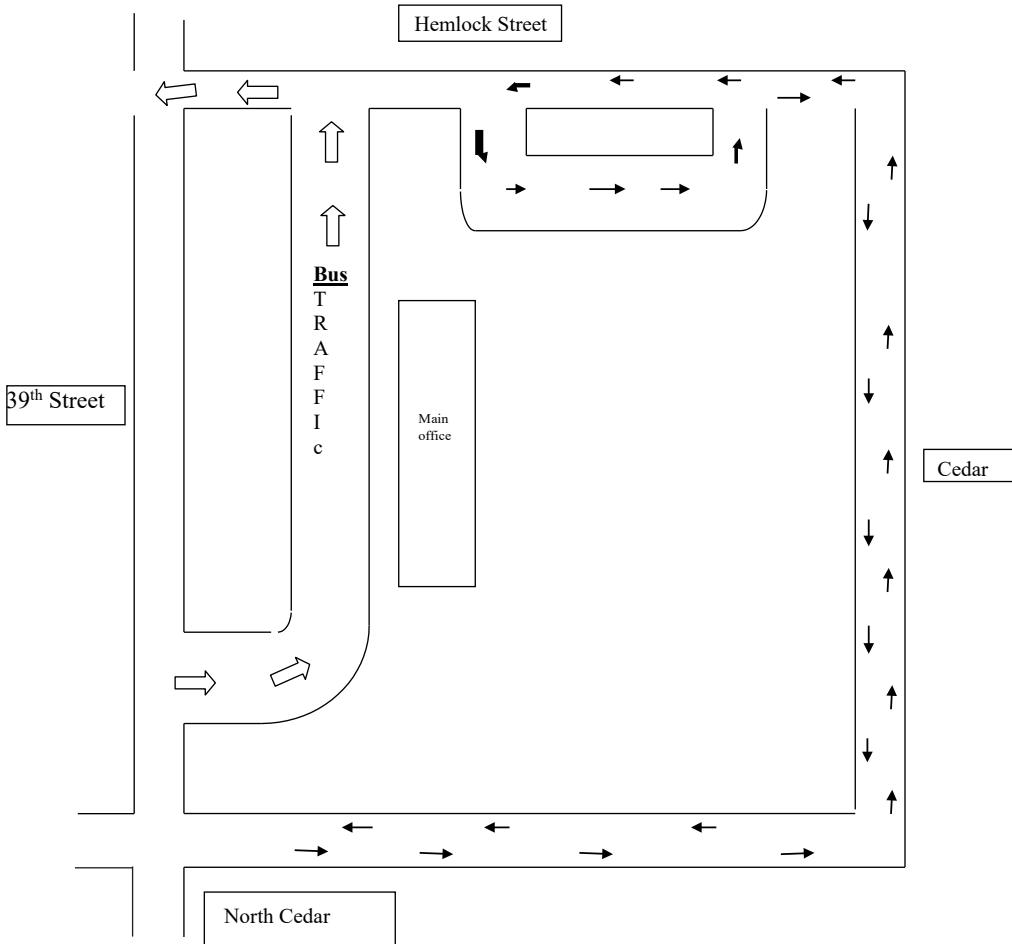 Hemlock Street
Bus
T
R
A
F
F
I
c
39th Street
Main
office
Cedar
North Cedar